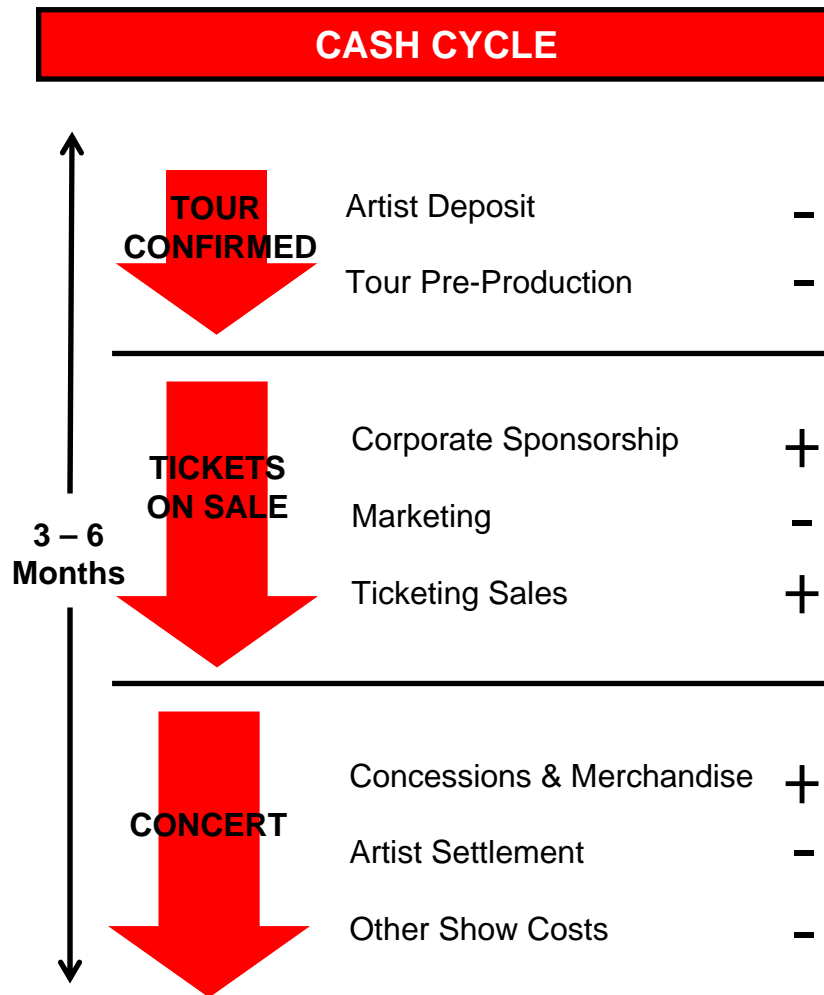 CASH CYCLE
TOUR
CONFIRMED
Artist Deposit -
Tour Pre-Production -
TICKETS
ON SALE
Corporate Sponsorship +
Marketing -
Ticketing Sales +
3 – 6
Months
CONCERT
Concessions & Merchandise +
Artist Settlement -
Other Show Costs -